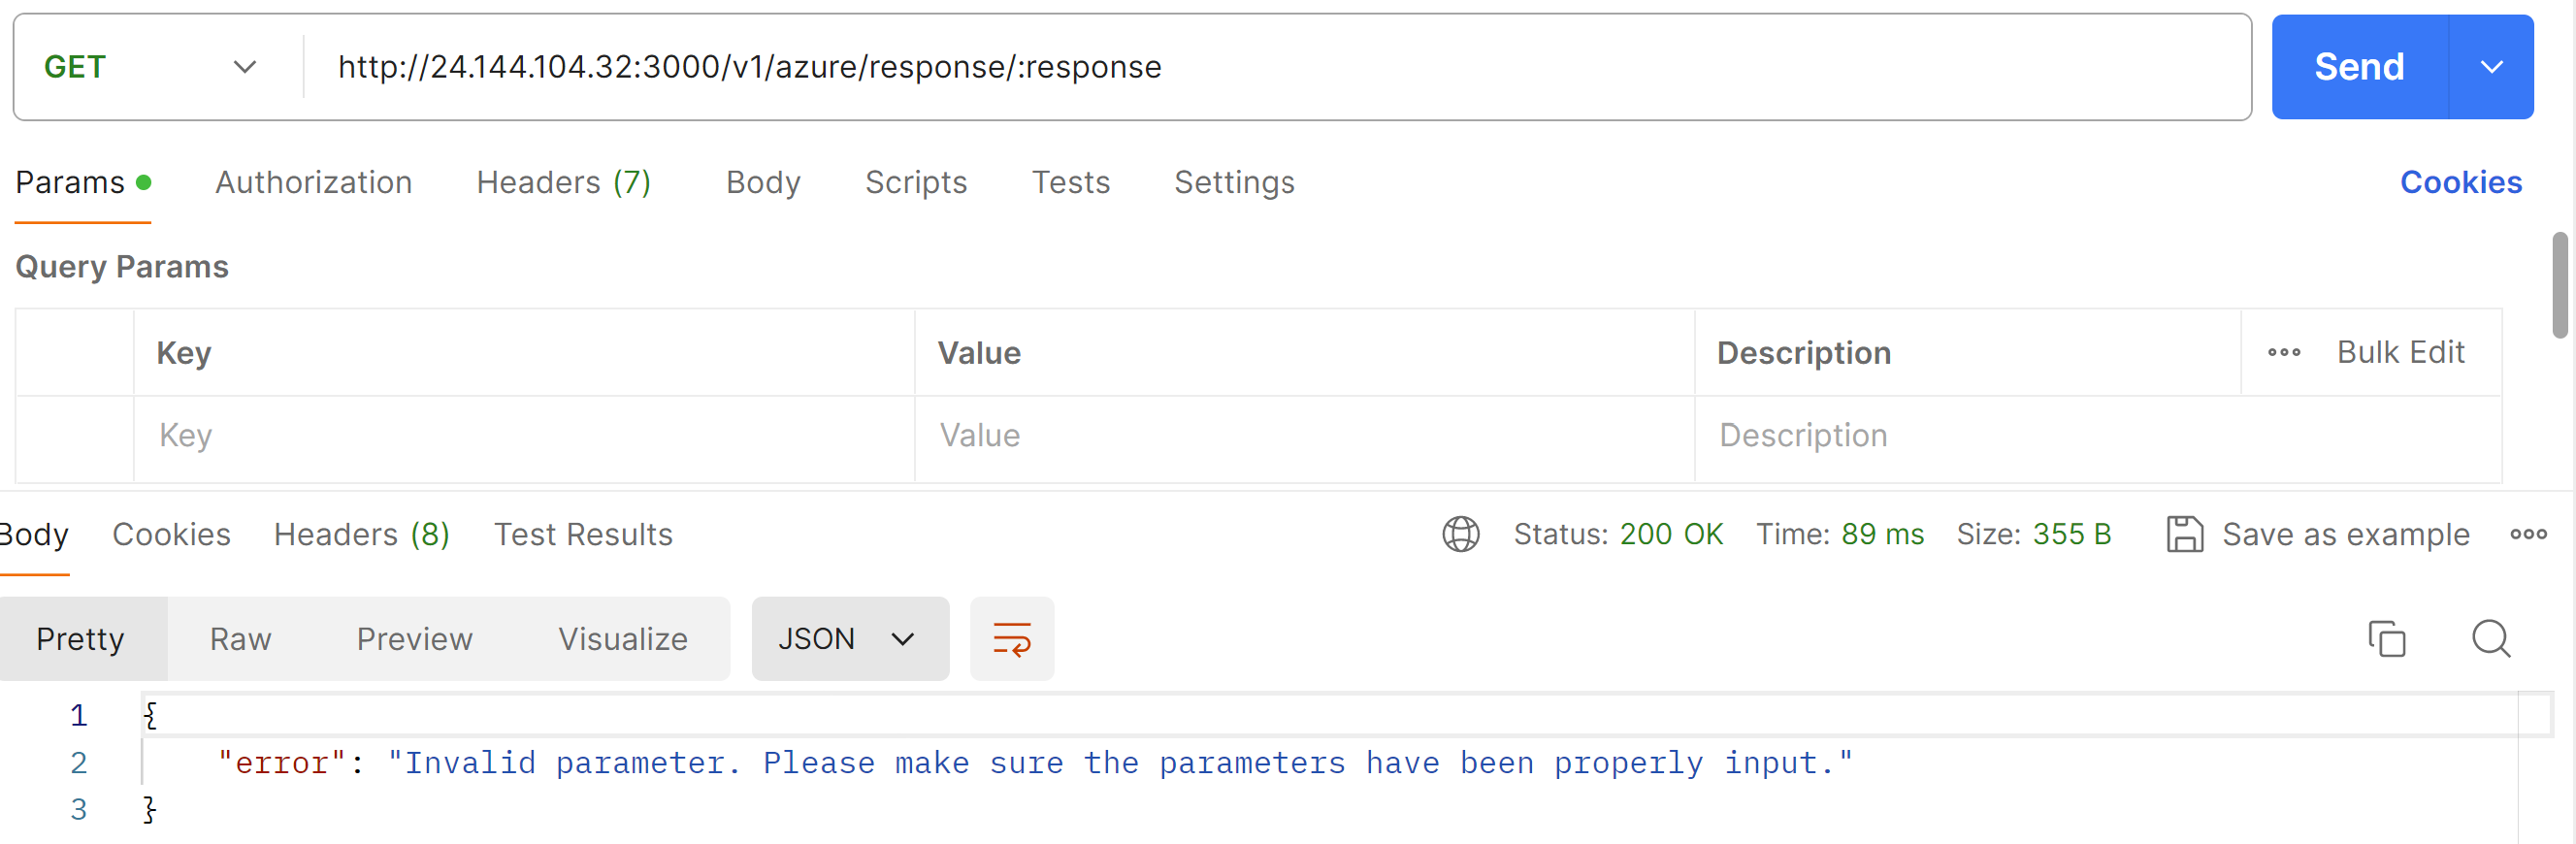 GET http://24.144.104.32:3000/v1/azure/response/:response Send
Params Authorization Headers (7) Body Scripts Tests Settings Cookies
Query Params
Key Value Description Bulk Edit
Key Value Description
Body Cookies Headers (8) Test Results Status: 200 OK Time: 89 ms Size: 355 B Save as example
Pretty Raw Preview Visualize JSON
1 {
2 "error": "Invalid parameter. Please make sure the parameters have been properly input."
3 }